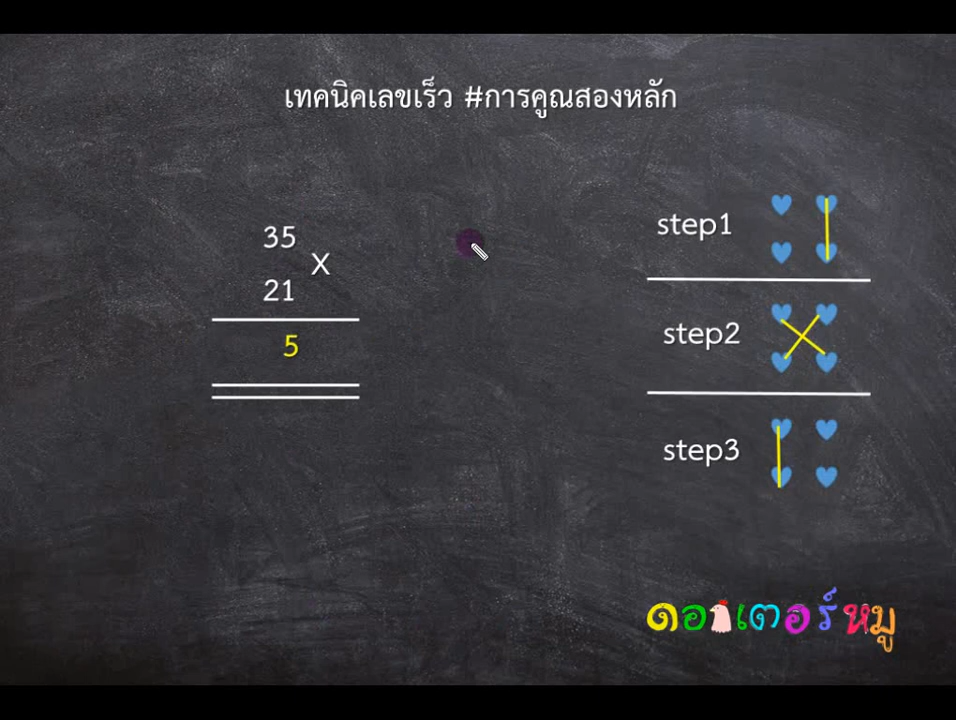 เทคนิคเลขเร็ว #การคูณสองหลัก
35
X
21
5
step1
step2
step3
ดอกเตอร์หมู